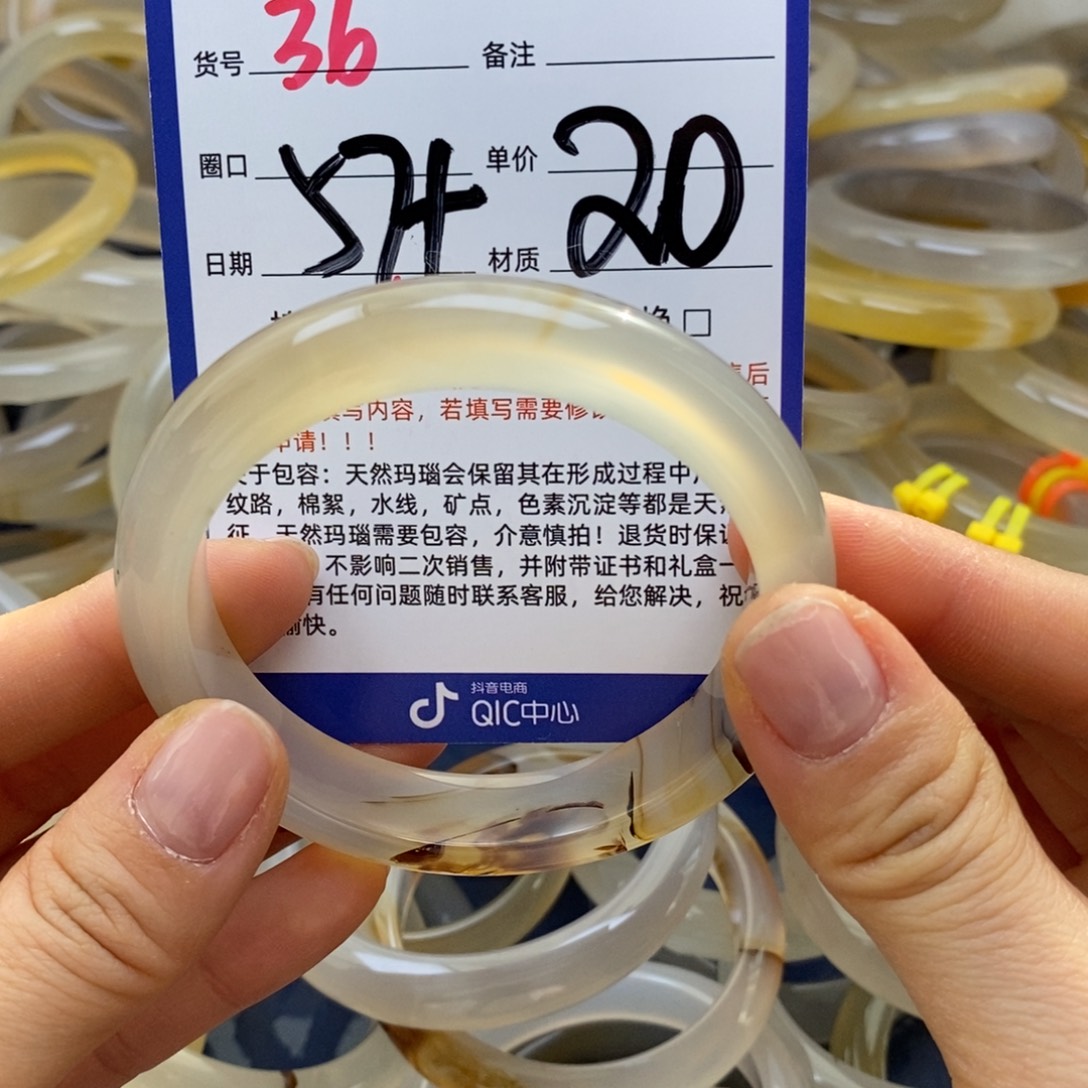 货号 36 备注
圈口 57+ 单价 20
日期 材质
后
写内容，若填写需要修
申请！！！
于包容：天然玛瑙会保留其在形成过程中
纹路，棉絮，水线，矿点，色素沉淀等都是天
征，天然玛瑙需要包容，介意慎拍！退货时保证
不影响二次销售，并附带证书和礼盒一
有任何问题随时联系客服，给您解决，祝
愉快。
抖音电商
QIC中心